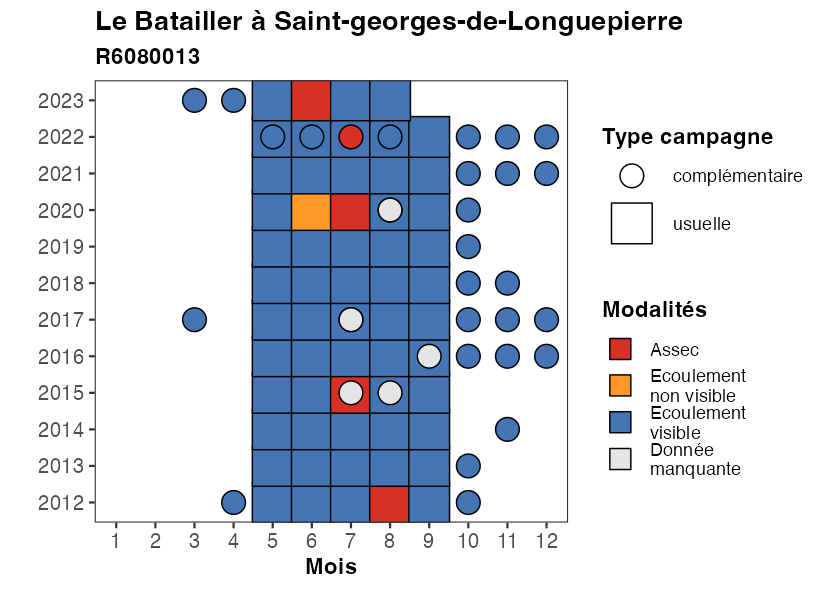 Le Batailler à Saint-georges-de-Longuepierre
R6080013
2023
2022
2021
2020
2019
2018
2017
2016
2015
2014
2013
2012
1 2 3 4 5 6 7 8 9 10 11 12
Mois
Type campagne
complémentaire
usuelle
Modalités
Assec
Ecoulement
non visible
Ecoulement
visible
Donnée
manquante